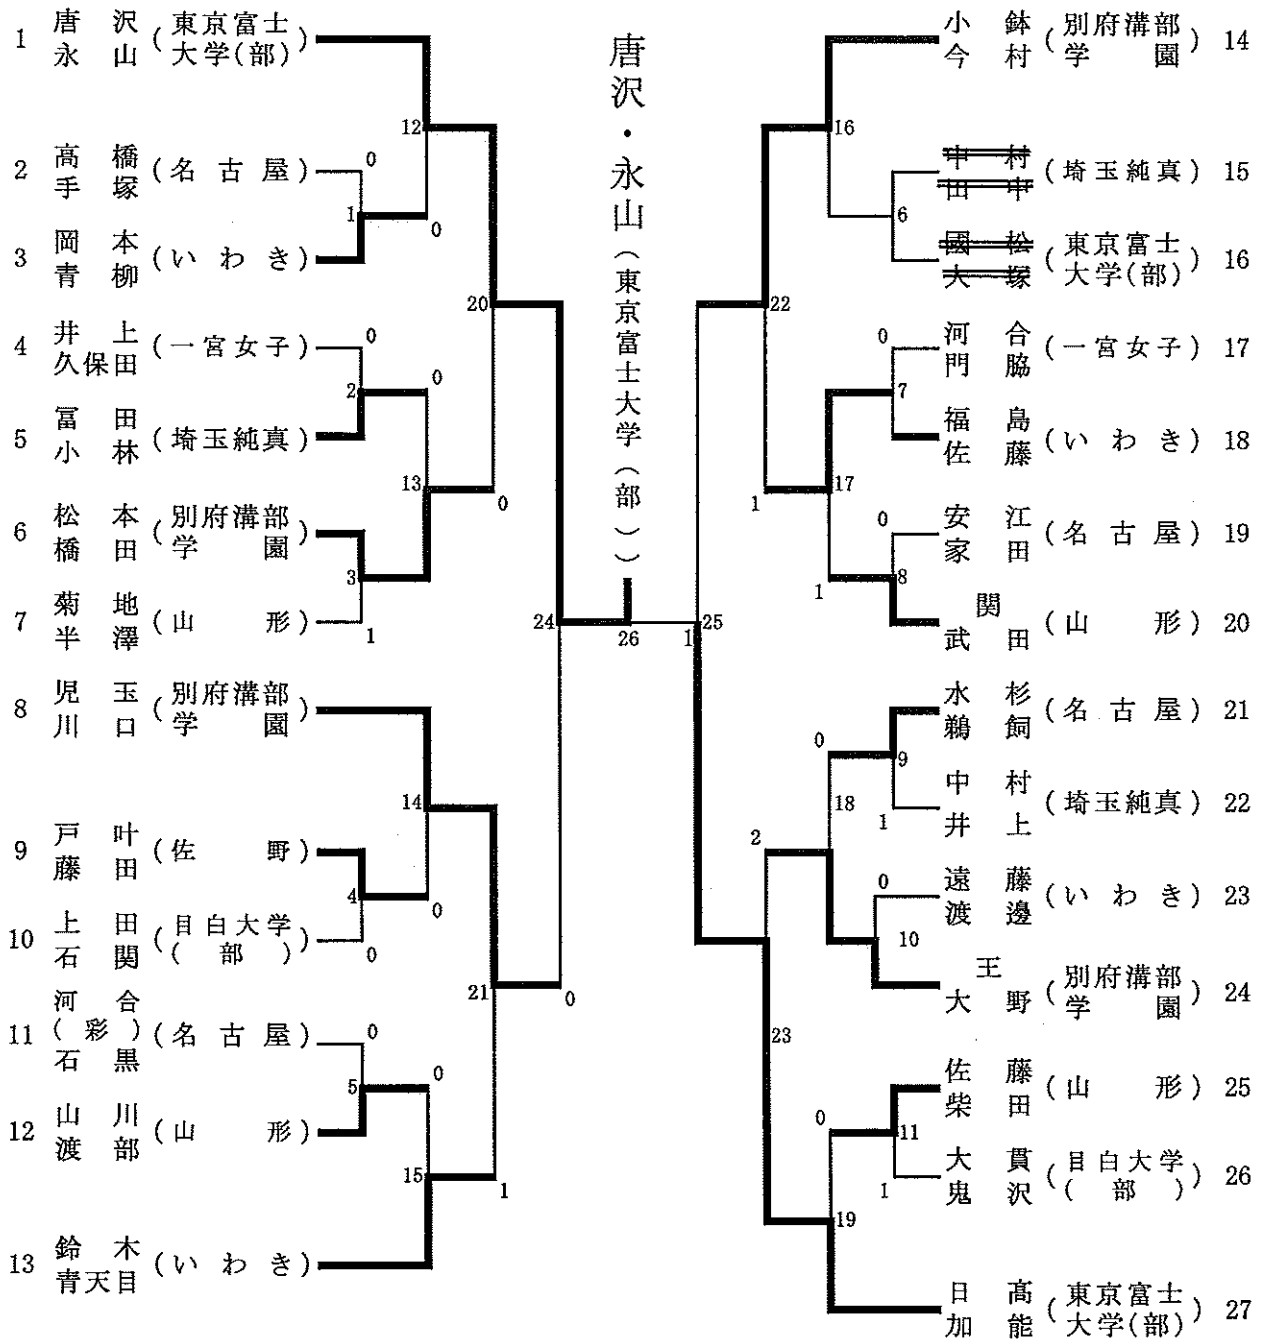 1 唐沢 永山 (東京富士大学(部))
12
2 高橋 手塚 (名古屋) 0
1
0
3 岡本 青柳 (いわき)
20
4 井上 久保田 (一宮女子) 0
2
0
5 冨田 小林 (埼玉純真)
13
0
6 松本 橋田 (別府溝部学園)
3
7 菊地 半澤 (山形) 1
24
8 児玉 川口 (別府溝部学園)
14
9 戸叶 藤田 (佐野)
4
0
10 上田 石関 (目白大学(部)) 0
21
0
11 河合(彩) 石黒 (名古屋) 0
5
0
12 山川 渡部 (山形)
15
1
13 鈴木 青天目 (いわき)
唐沢・永山(東京富士大学(部))
26
1
25
小鉢 今村 (別府溝部学園) 14
16
中村 田中 (埼玉純真) 15
6
國松 大塚 (東京富士大学(部)) 16
22
0 河合 門脇 (一宮女子) 17
7
福島 佐藤 (いわき) 18
17
1
0 安江 家田 (名古屋) 19
8
1
関 武田 (山形) 20
水杉 鵜飼 (名古屋) 21
0
9
18
1 中村 井上 (埼玉純真) 22
2
0 遠藤 渡邊 (いわき) 23
10
王 大野 (別府溝部学園) 24
23
佐藤 柴田 (山形) 25
0
11
1 大貫 鬼沢 (目白大学(部)) 26
19
日髙 加能 (東京富士大学(部)) 27